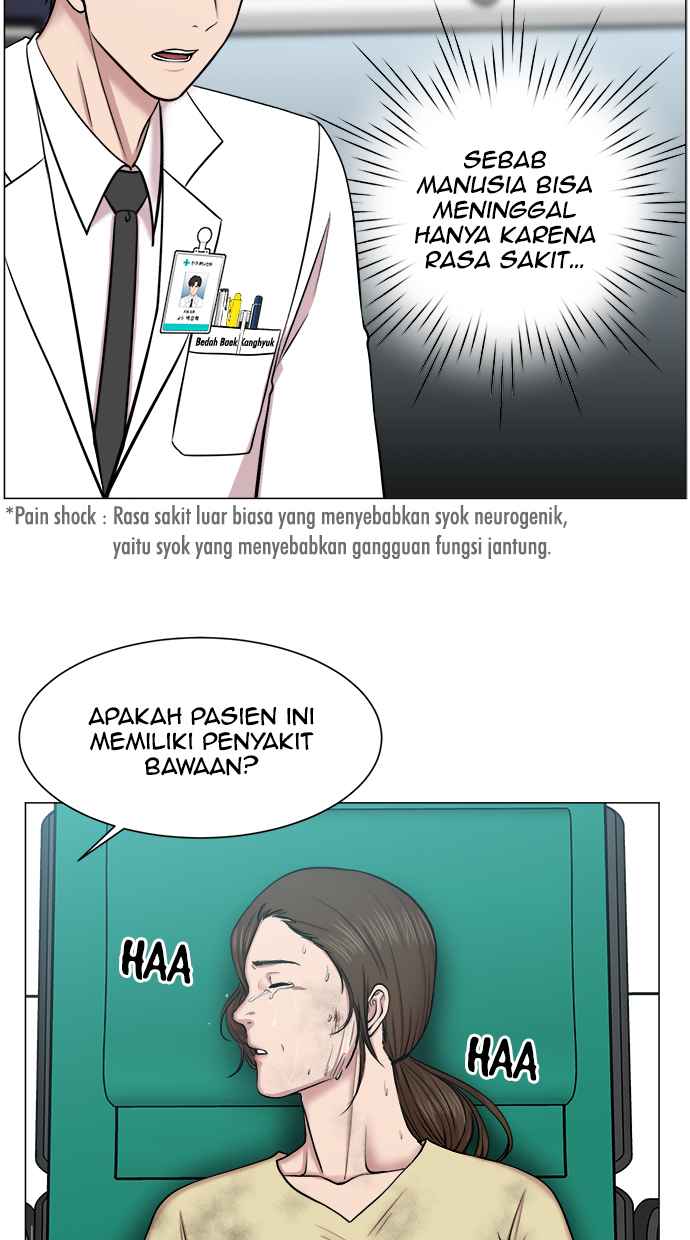 SEBAB
MANUSIA BISA
MENINGGAL
HANYA KARENA
RASA SAKIT...
Bedah Baek Kanghyuk
*Pain shock : Rasa sakit luar biasa yang menyebabkan syok neurogenik,
yaitu syok yang menyebabkan gangguan fungsi jantung.
APAKAH PASIEN INI
MEMILIKI PENYAKIT
BAWAAN?
HAA
HAA